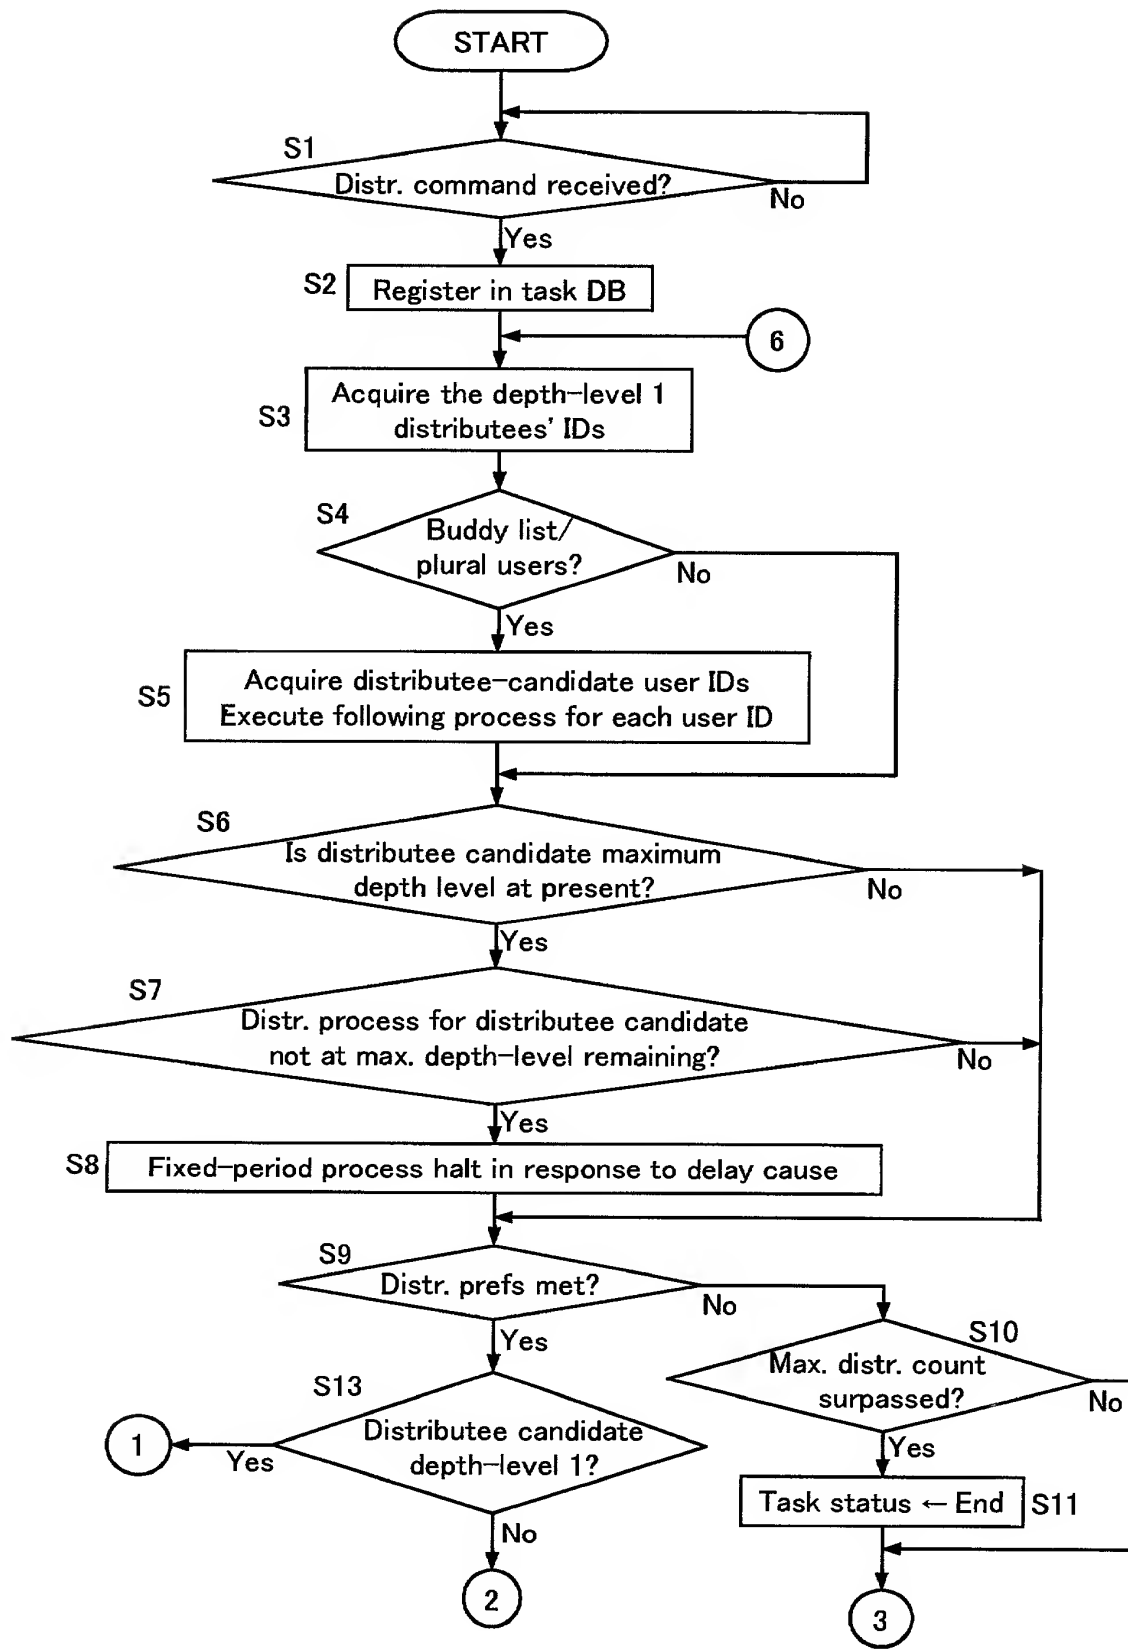 START
S1
Distr. command received?
No
Yes
S2
Register in task DB
6
S3
Acquire the depth-level 1
distributees' IDs
S4
Buddy list/
plural users?
No
Yes
S5
Acquire distributee-candidate user IDs
Execute following process for each user ID
S6
Is distributee candidate maximum
depth level at present?
No
Yes
S7
Distr. process for distributee candidate
not at max. depth-level remaining?
No
Yes
S8
Fixed-period process halt in response to delay cause
S9
Distr. prefs met?
No
Yes
S10
Max. distr. count
surpassed?
No
Yes
S13
Distributee candidate
depth-level 1?
1
Yes
No
Task status ← End
S11
2
3